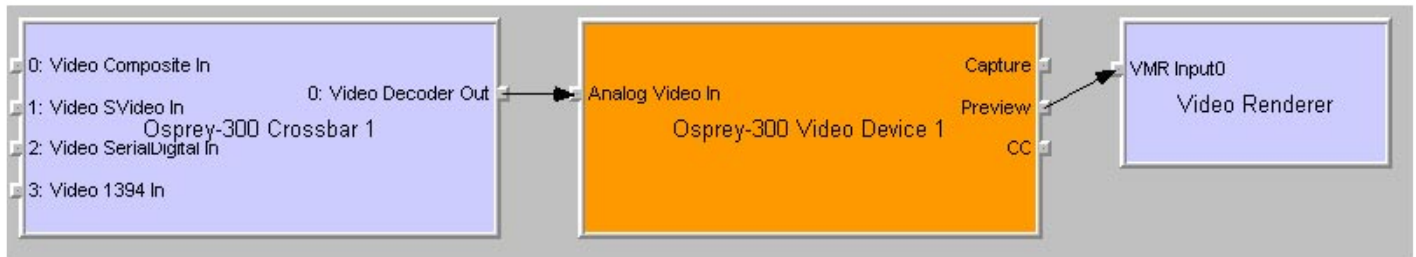 0: Video Composite In
1: Video SVideo In
2: Video SerialDigital In
3: Video 1394 In
0: Video Decoder Out
Osprey-300 Crossbar 1
Analog Video In
Osprey-300 Video Device 1
Capture
Preview
CC
VMR Input0
Video Renderer